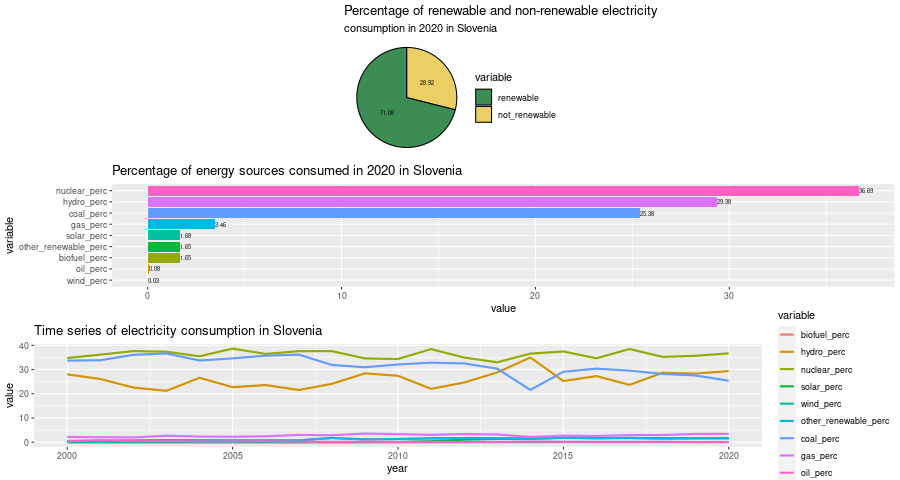 Percentage of renewable and non-renewable electricity
consumption in 2020 in Slovenia
variable
renewable
not_renewable
28.92
71.08
Percentage of energy sources consumed in 2020 in Slovenia
variable
nuclear_perc
36.69
hydro_perc
29.38
coal_perc
25.38
gas_perc
3.46
solar_perc
1.68
other_renewable_perc
1.65
biofuel_perc
1.65
oil_perc
0.08
wind_perc
0.03
0 10 20 30
value
Time series of electricity consumption in Slovenia
value
40
30
20
10
0
2000 2005 2010 2015 2020
year
variable
biofuel_perc
hydro_perc
nuclear_perc
solar_perc
wind_perc
other_renewable_perc
coal_perc
gas_perc
oil_perc